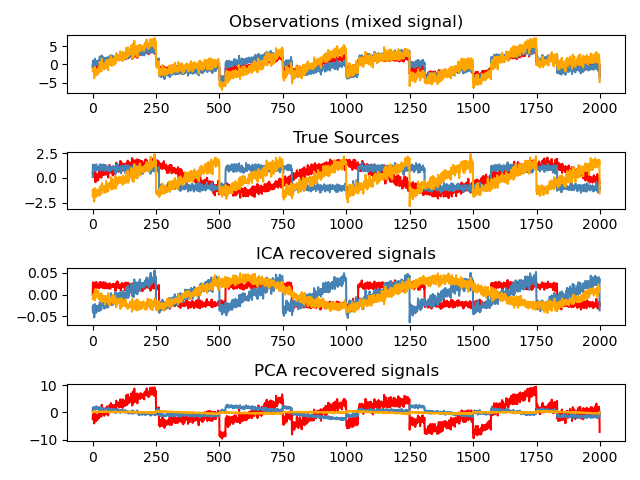 Observations (mixed signal)
5
0
−5
0 250 500 750 1000 1250 1500 1750 2000
True Sources
2.5
0.0
−2.5
0 250 500 750 1000 1250 1500 1750 2000
ICA recovered signals
0.05
0.00
−0.05
0 250 500 750 1000 1250 1500 1750 2000
PCA recovered signals
10
0
−10
0 250 500 750 1000 1250 1500 1750 2000